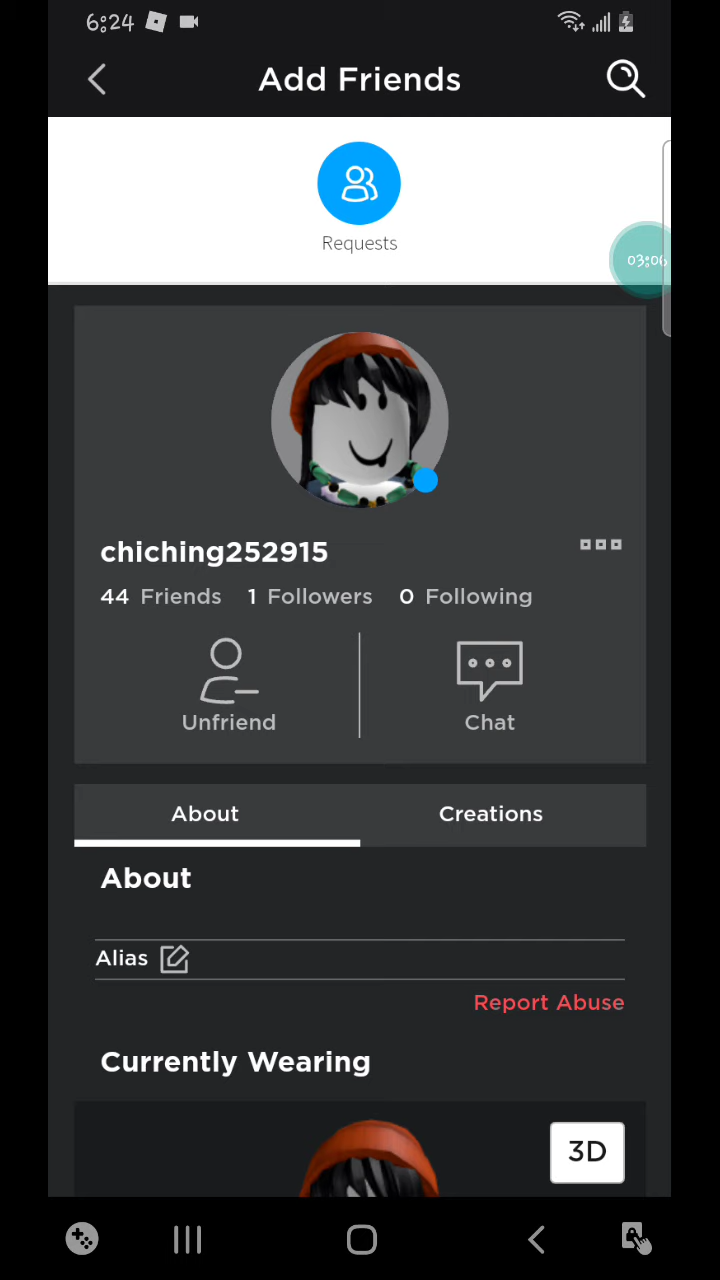 6:24
Add Friends
Requests
03:06
chiching252915
44 Friends 1 Followers 0 Following
Unfriend Chat
About Creations
About
Alias
Report Abuse
Currently Wearing
3D